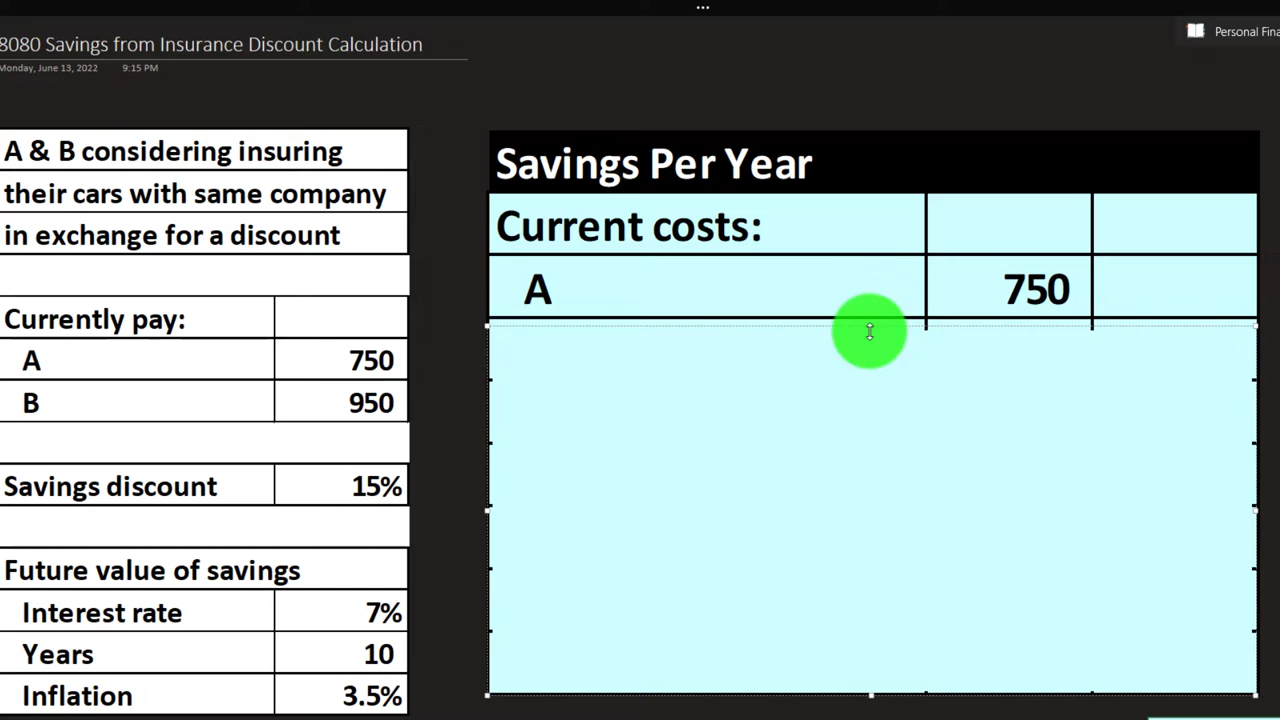 ...
8080 Savings from Insurance Discount Calculation
Personal Fina
Monday, June 13, 2022 9:15 PM
A & B considering insuring
their cars with same company
in exchange for a discount
Currently pay:
A 750
B 950
Savings discount 15%
Future value of savings
Interest rate 7%
Years 10
Inflation 3.5%
Savings Per Year
Current costs:
A 750